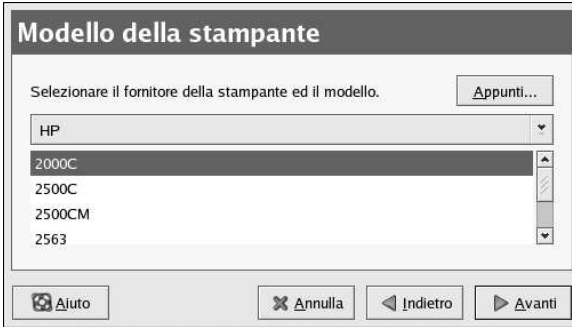 Modello della stampante
Selezionare il fornitore della stampante ed il modello.
Appunti...
HP
2000C
2500C
2500CM
2563
Aiuto
Annulla
Indietro
Avanti